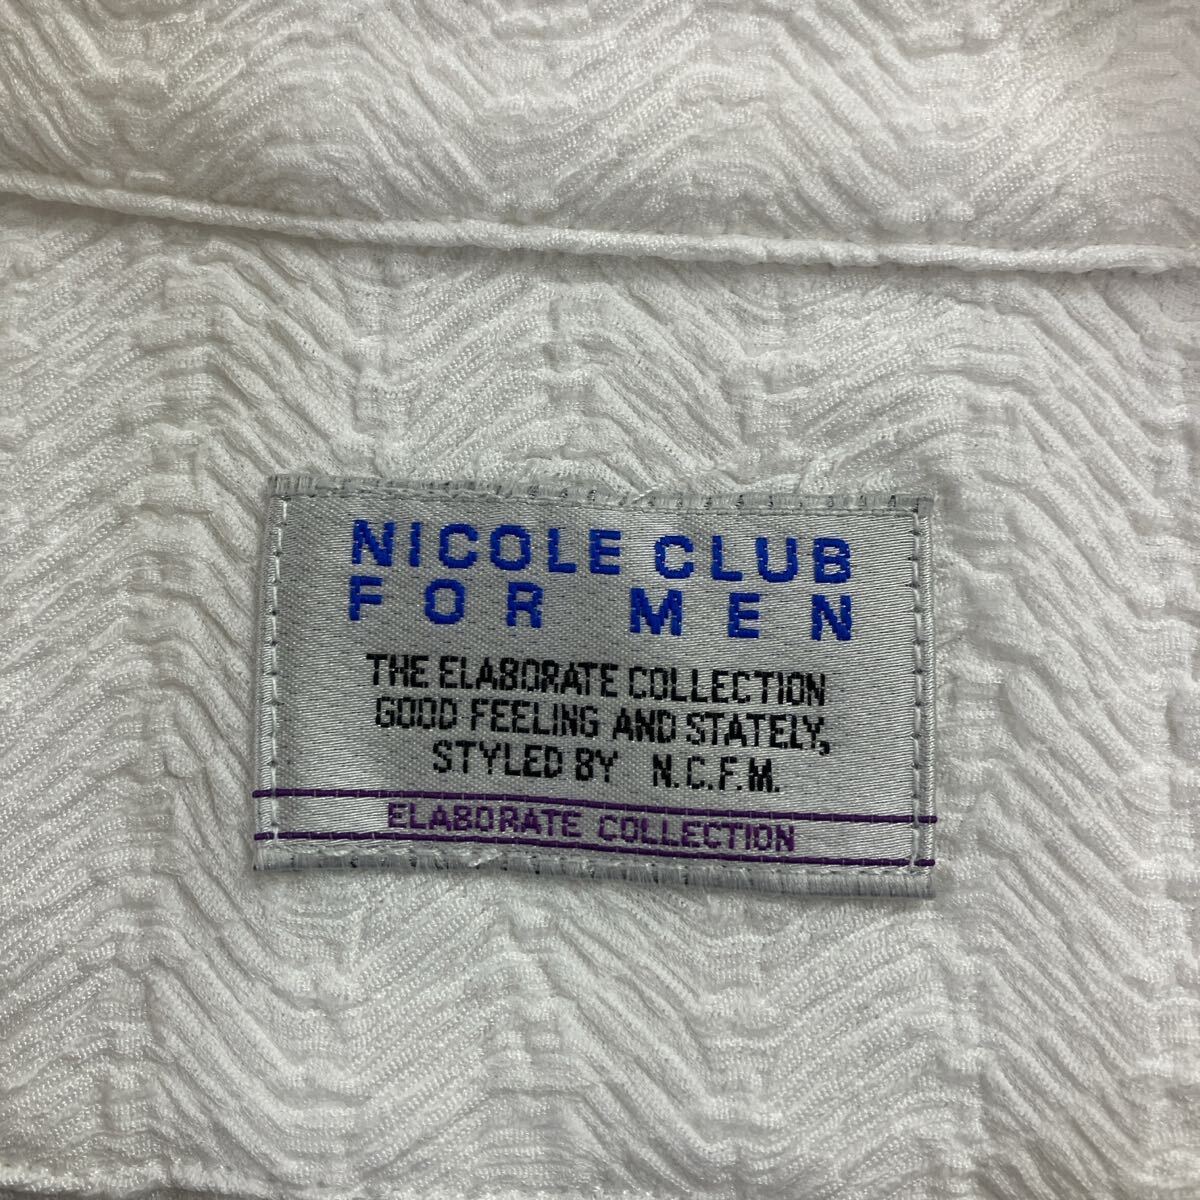 NICOLE CLUB
FOR MEN
THE ELABORATE COLLECTION
GOOD FEELING AND STATELY,
STYLED BY N.C.F.M.
ELABORATE COLLECTION